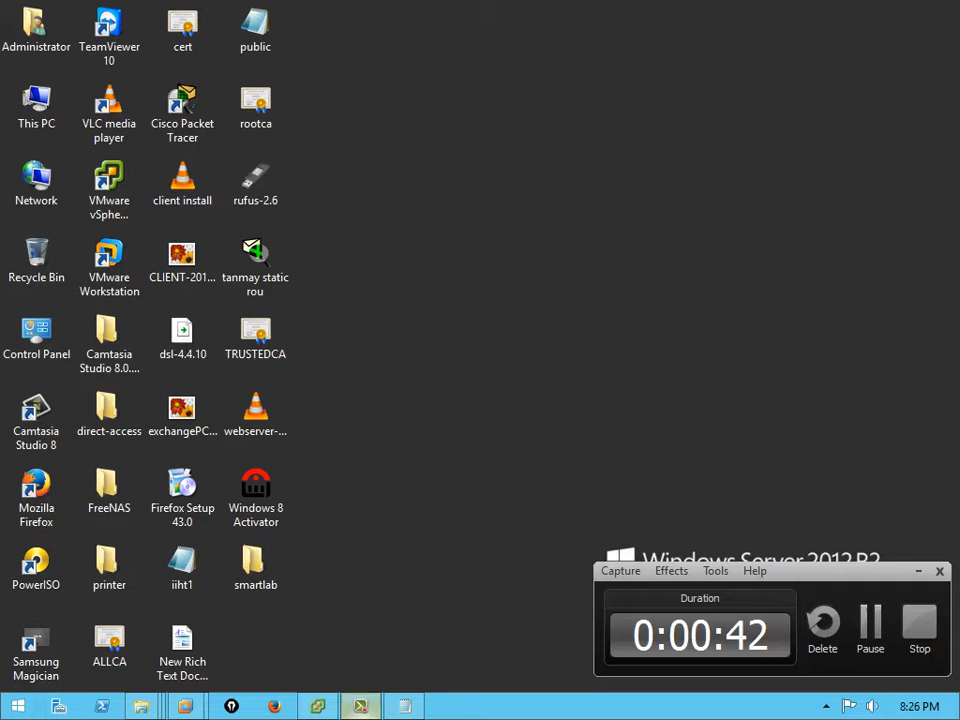 Administrator
TeamViewer
10
cert
public
This PC
VLC media
player
Cisco Packet
Tracer
rootca
Network
VMware
vSphe...
client install
rufus-2.6
Recycle Bin
VMware
Workstation
CLIENT-201...
tanmay static
rou
Control Panel
Camtasia
Studio 8.0....
dsl-4.4.10
TRUSTEDCA
Camtasia
Studio 8
direct-access
exchangePC...
webserver-...
Mozilla
Firefox
FreeNAS
Firefox Setup
43.0
Windows 8
Activator
PowerISO
printer
iiht1
smartlab
Samsung
Magician
ALLCA
New Rich
Text Doc...
Windows Server 2012 R2
Capture Effects Tools Help
Duration
0:00:42
Delete Pause Stop
8:26 PM